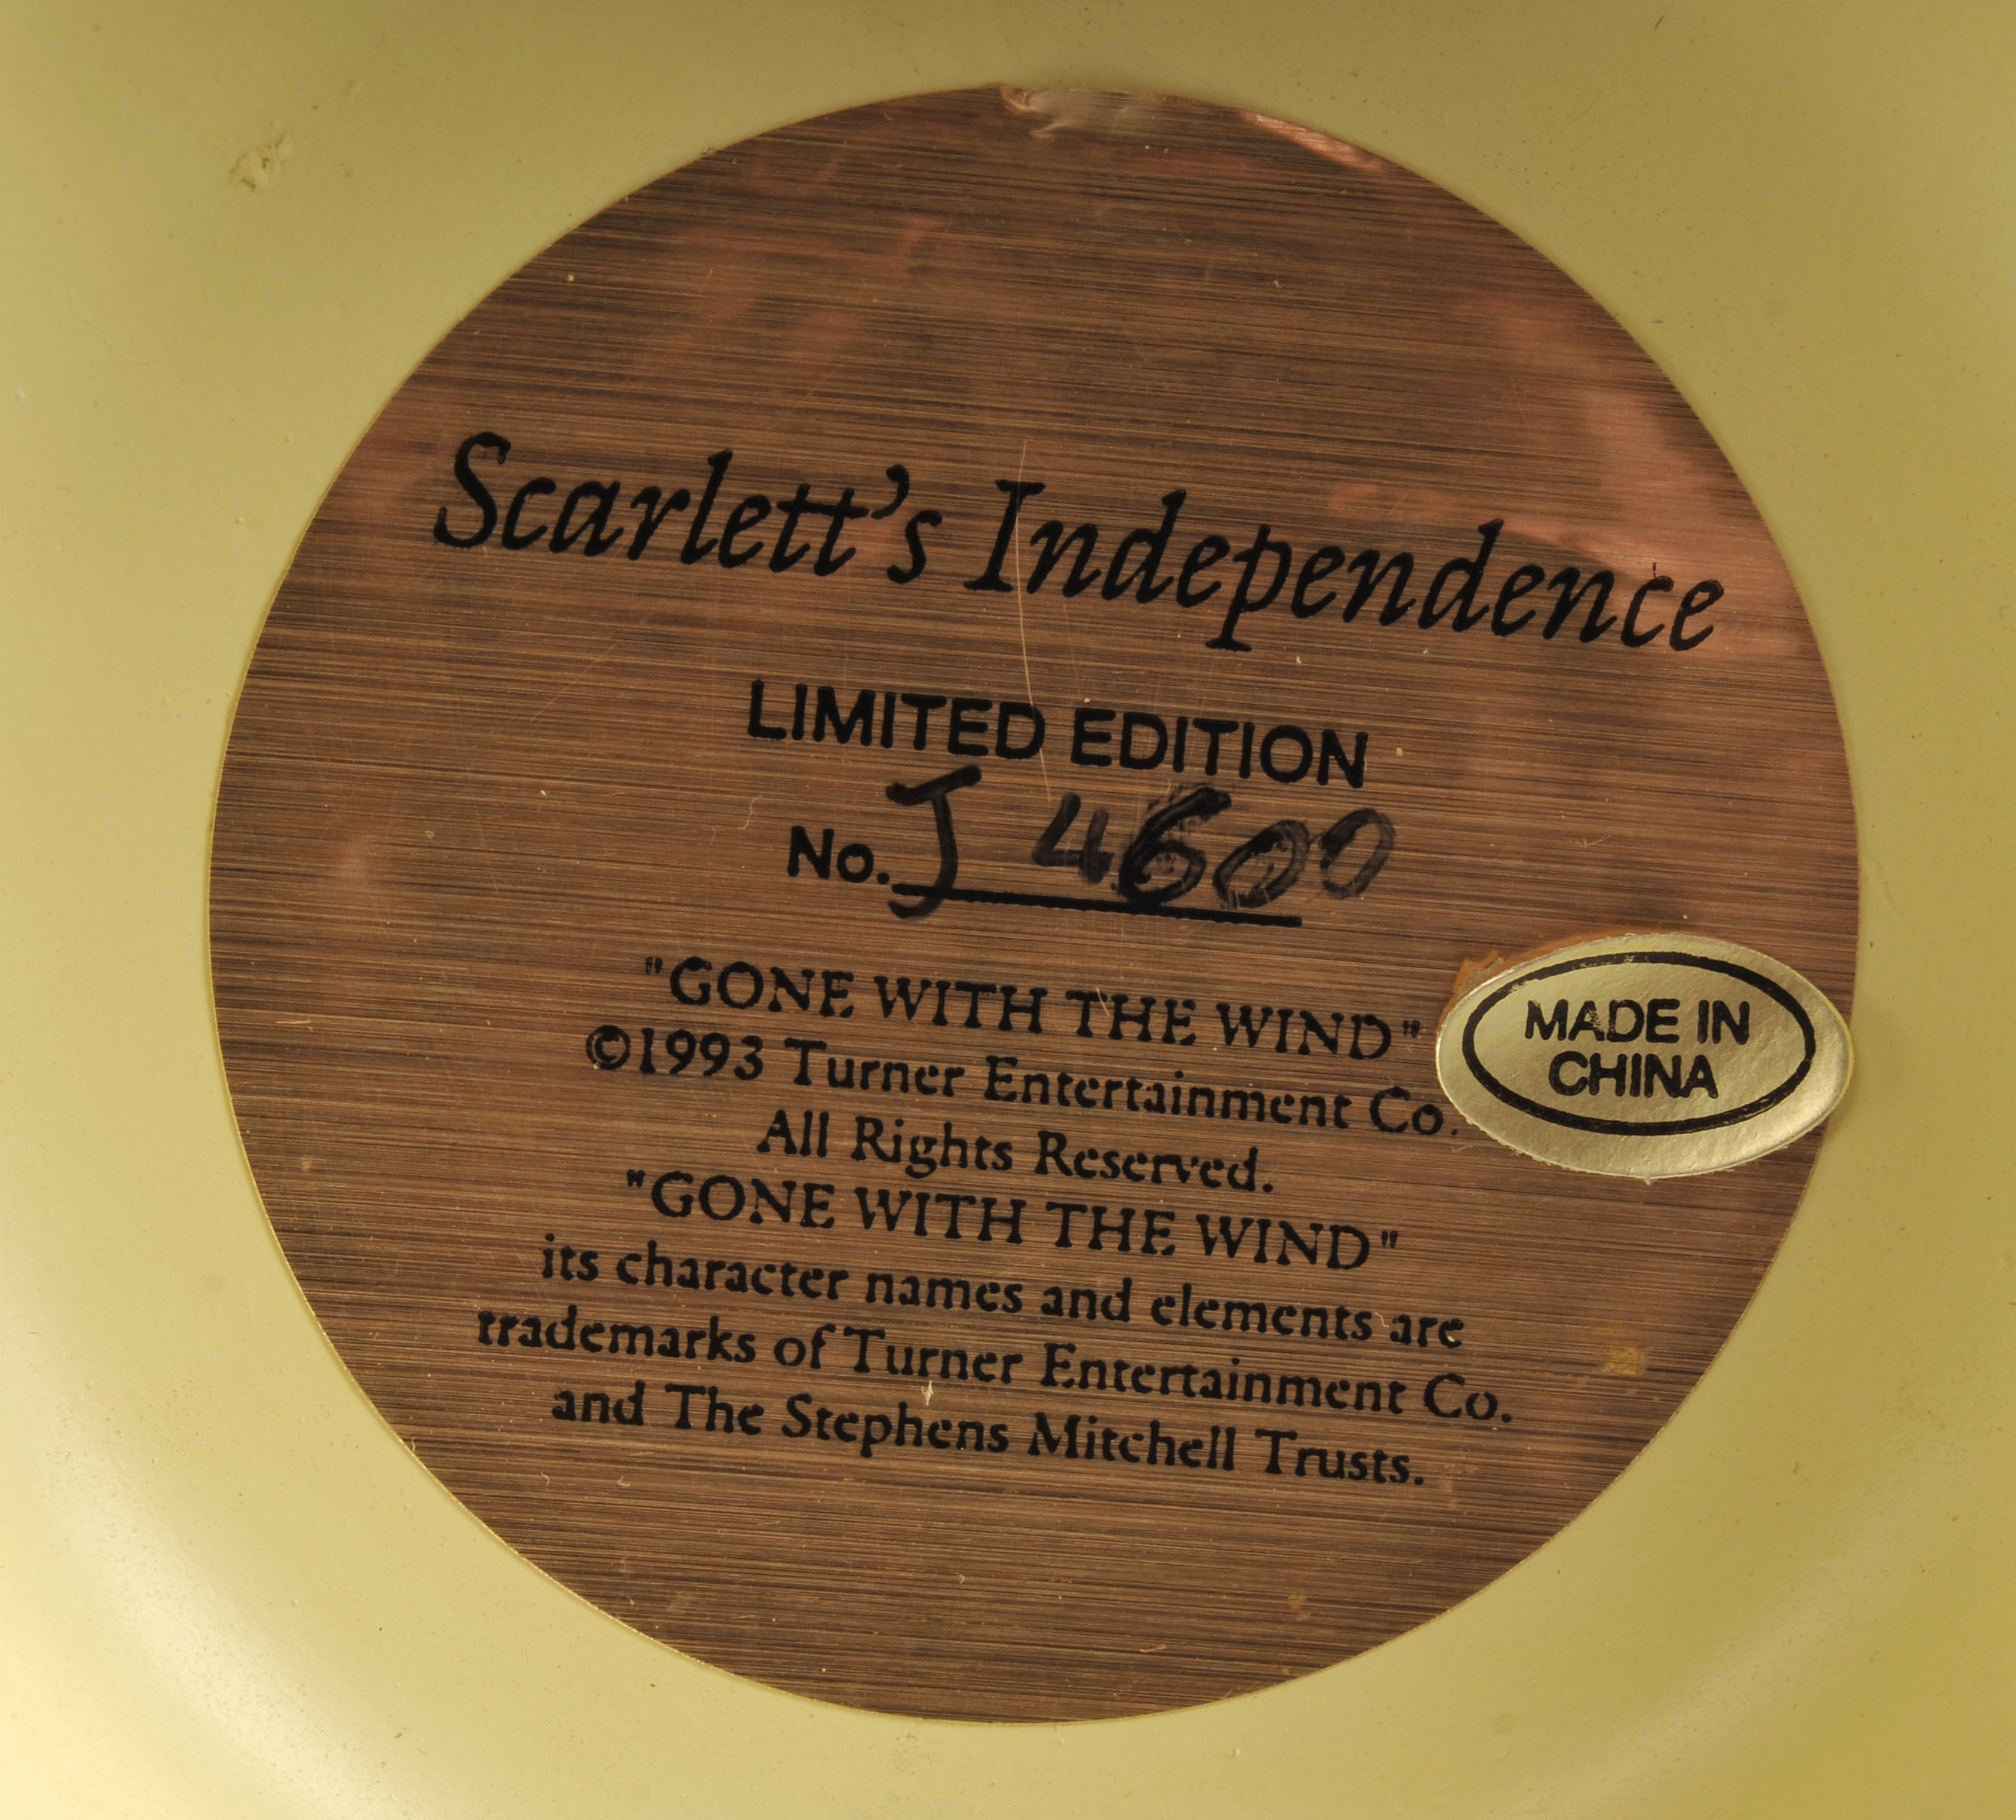 Scarlett's Independence
LIMITED EDITION
No. J 4600
"GONE WITH THE WIND"
©1993 Turner Entertainment Co.
All Rights Reserved.
"GONE WITH THE WIND"
its character names and elements are
trademarks of Turner Entertainment Co.
and The Stephens Mitchell Trusts.
MADE IN
CHINA